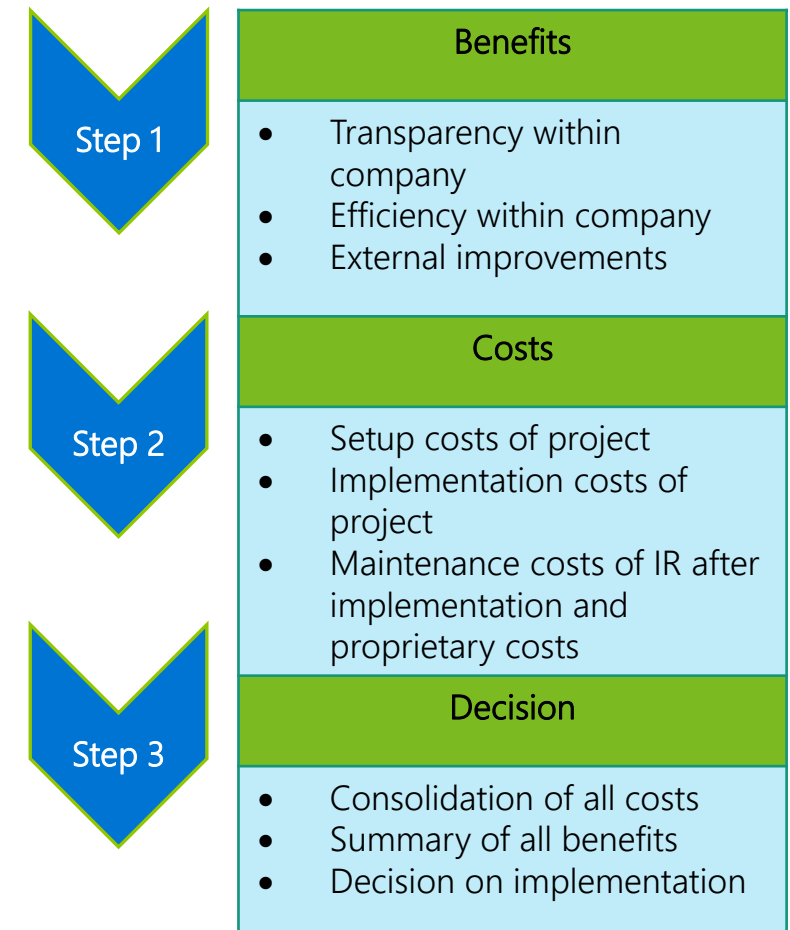 Step 1
Benefits
• Transparency within
company
• Efficiency within company
• External improvements
Step 2
Costs
• Setup costs of project
• Implementation costs of
project
• Maintenance costs of IR after
implementation and
proprietary costs
Step 3
Decision
• Consolidation of all costs
• Summary of all benefits
• Decision on implementation